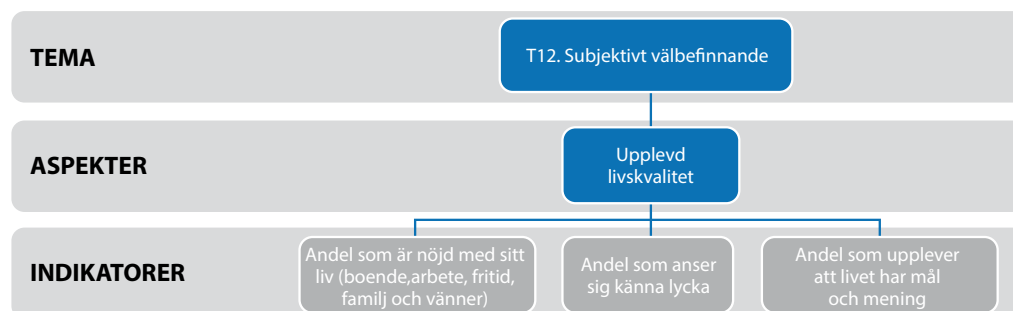 TEMA
T12. Subjektivt välbefinnande
ASPEKTER
Upplevd
livskvalitet
INDIKATORER
Andel som är nöjd med sitt
liv (boende,arbete, fritid,
familj och vänner)
Andel som anser
sig känna lycka
Andel som upplever
att livet har mål
och mening